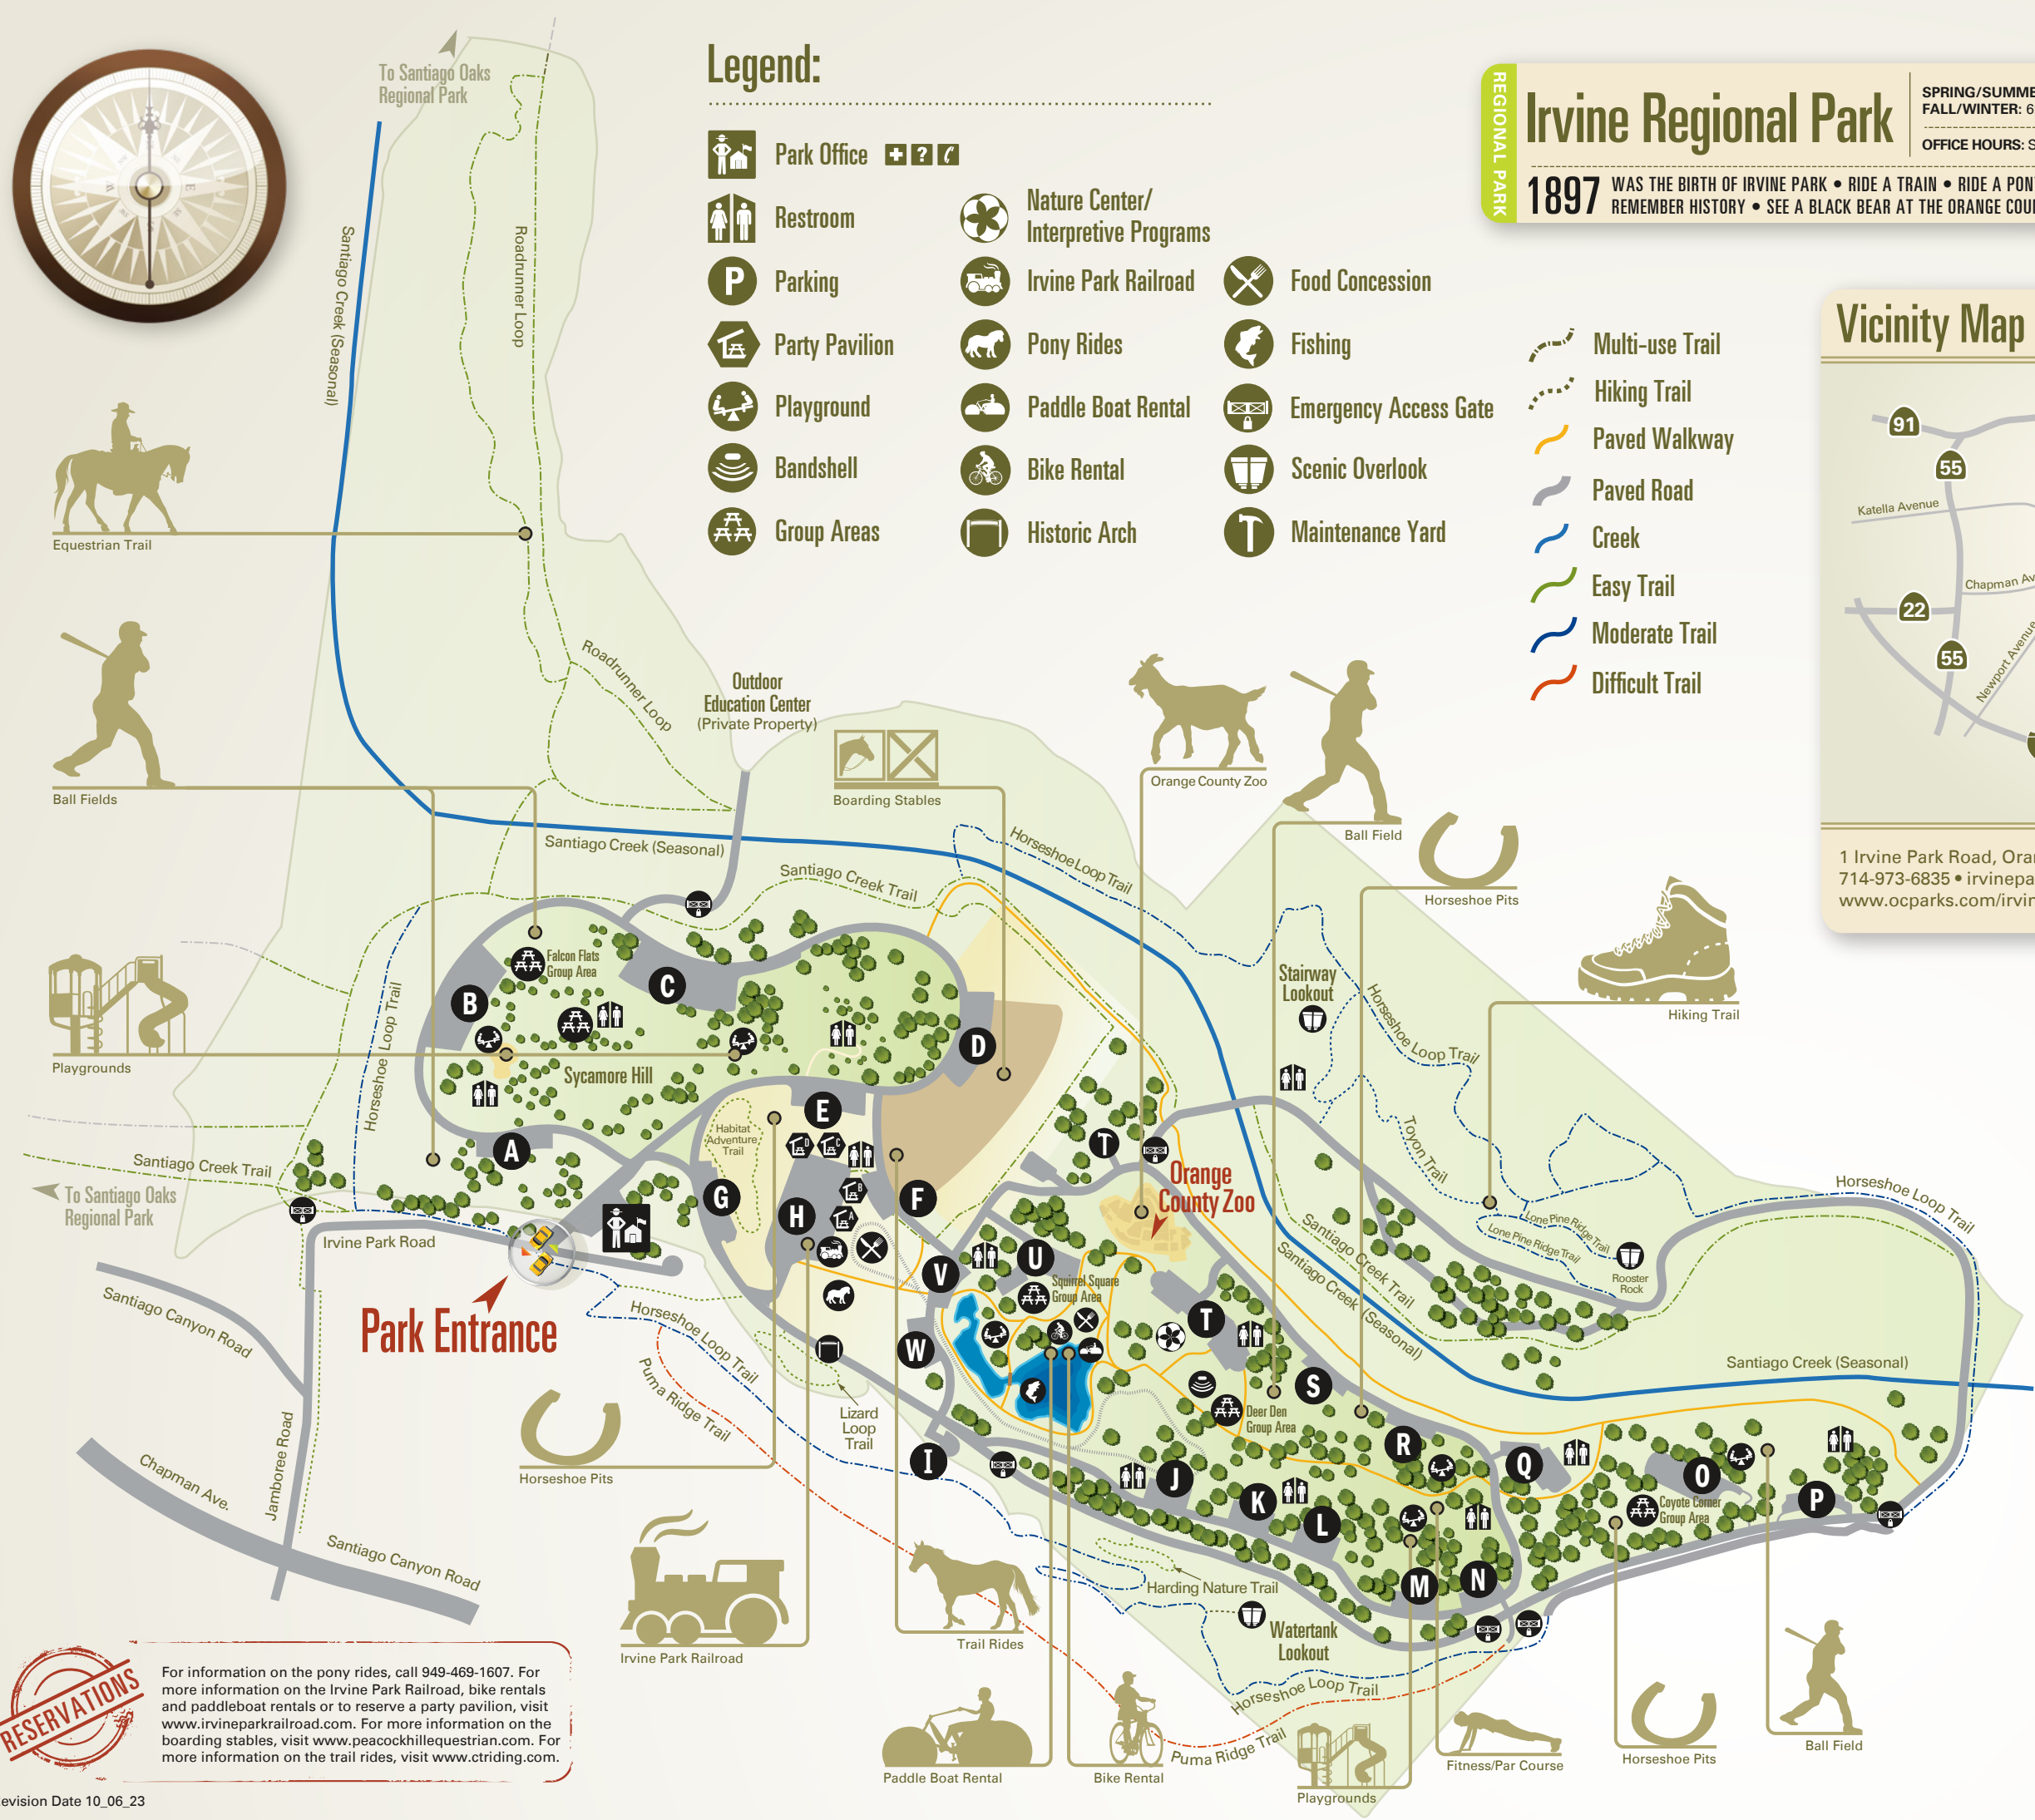 To Santiago Oaks
Regional Park
Legend:
Park Office
Restroom
Parking
Party Pavilion
Playground
Bandshell
Group Areas
Nature Center/
Interpretive Programs
Irvine Park Railroad
Pony Rides
Paddle Boat Rental
Bike Rental
Historic Arch
Food Concession
Fishing
Emergency Access Gate
Scenic Overlook
Maintenance Yard
Multi-use Trail
Hiking Trail
Paved Walkway
Paved Road
Creek
Easy Trail
Moderate Trail
Difficult Trail
REGIONAL PARK
Irvine Regional Park
SPRING/SUMME
FALL/WINTER: 6
OFFICE HOURS: S
1897 WAS THE BIRTH OF IRVINE PARK • RIDE A TRAIN • RIDE A PON
REMEMBER HISTORY • SEE A BLACK BEAR AT THE ORANGE COU
Vicinity Map
91
55
Katella Avenue
Chapman Av
22
55
Newport Avenue
1 Irvine Park Road, Ora
714-973-6835 • irvinepa
www.ocparks.com/irvin
Santiago Creek (Seasonal)
Roadrunner Loop
Equestrian Trail
Ball Fields
Roadrunner Loop
Outdoor
Education Center
(Private Property)
Boarding Stables
Orange County Zoo
Ball Field
Horseshoe Pits
Hiking Trail
Santiago Creek (Seasonal)
Santiago Creek Trail
Horseshoe Loop Trail
Stairway
Lookout
Horseshoe Loop Trail
Toyon Trail
Lone Pine Ridge Trail
Lone Pine Ridge Trail
Rooster
Rock
Horseshoe Loop Trail
Playgrounds
Horseshoe Loop Trail
Falcon Flats
Group Area
B
C
D
Sycamore Hill
A
E
Habitat
Adventure
Trail
D
C
B
A
G
H
F
T
Orange
County Zoo
Santiago Creek Trail
To Santiago Oaks
Regional Park
Irvine Park Road
Park Entrance
Santiago Canyon Road
Jamboree Road
Chapman Ave.
Santiago Canyon Road
Horseshoe Loop Trail
Puma Ridge Trail
Lizard
Loop
Trail
V
U
Squirrel Square
Group Area
W
T
S
Deer Den
Group Area
Santiago Creek Trail
Santiago Creek (Seasonal)
Santiago Creek (Seasonal)
I
J
K
L
M
N
R
Q
O
Coyote Corner
Group Area
P
Horseshoe Pits
Irvine Park Railroad
Trail Rides
Harding Nature Trail
Watertank
Lookout
Horseshoe Loop Trail
Puma Ridge Trail
Paddle Boat Rental
Bike Rental
Playgrounds
Fitness/Par Course
Horseshoe Pits
Ball Field
RESERVATIONS
For information on the pony rides, call 949-469-1607. For
more information on the Irvine Park Railroad, bike rentals
and paddleboat rentals or to reserve a party pavilion, visit
www.irvineparkrailroad.com. For more information on the
boarding stables, visit www.peacockhillequestrian.com. For
more information on the trail rides, visit www.ctriding.com.
evision Date 10_06_23